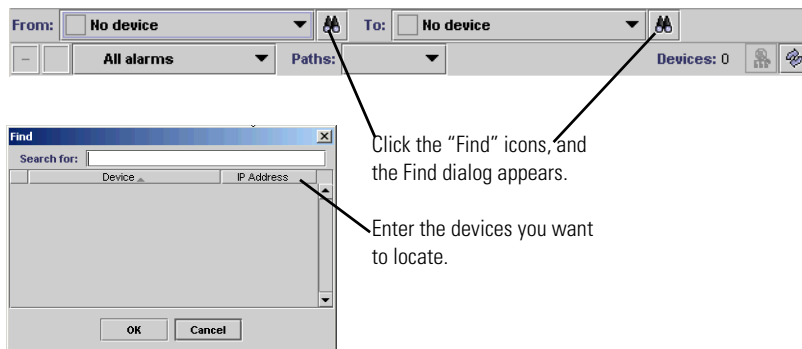 From: No device To: No device
All alarms Paths: Devices: 0
Click the “Find” icons, and
the Find dialog appears.
Find
Search for:
Device IP Address
Enter the devices you want
to locate.
OK Cancel